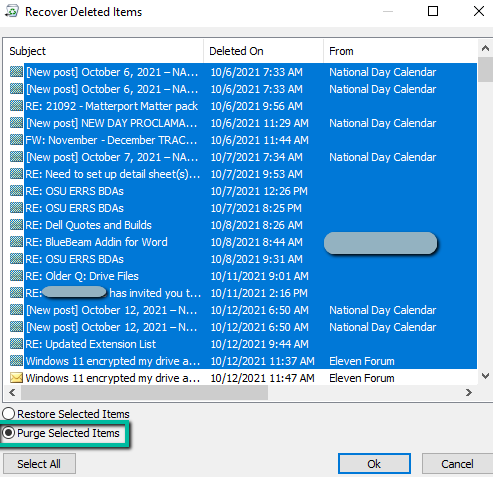 Recover Deleted Items
Subject Deleted On From
[New post] October 6, 2021 – NA... 10/6/2021 7:33 AM National Day Calendar
[New post] October 6, 2021 – NA... 10/6/2021 7:33 AM National Day Calendar
RE: 21092 - Matterport Matter pack 10/6/2021 9:56 AM
[New post] NEW DAY PROCLAMA... 10/6/2021 11:29 AM National Day Calendar
FW: November - December TRAC... 10/6/2021 11:44 AM
[New post] October 7, 2021 – NA... 10/7/2021 7:34 AM National Day Calendar
RE: Need to set up detail sheet(s)... 10/7/2021 9:53 AM
RE: OSU ERRS BDAs 10/7/2021 12:26 PM
RE: OSU ERRS BDAs 10/7/2021 8:25 PM
RE: Dell Quotes and Builds 10/8/2021 8:26 AM
RE: BlueBeam Addin for Word 10/8/2021 8:44 AM
RE: OSU ERRS BDAs 10/8/2021 9:31 AM
RE: Older Q: Drive Files 10/11/2021 9:01 AM
RE: has invited you t... 10/11/2021 2:16 PM
[New post] October 12, 2021 – N... 10/12/2021 6:50 AM National Day Calendar
[New post] October 12, 2021 – N... 10/12/2021 6:50 AM National Day Calendar
RE: Updated Extension List 10/12/2021 9:44 AM
Windows 11 encrypted my drive a... 10/12/2021 11:37 AM Eleven Forum
Windows 11 encrypted my drive a... 10/12/2021 11:47 AM Eleven Forum
Restore Selected Items
Purge Selected Items
Select All Ok Cancel